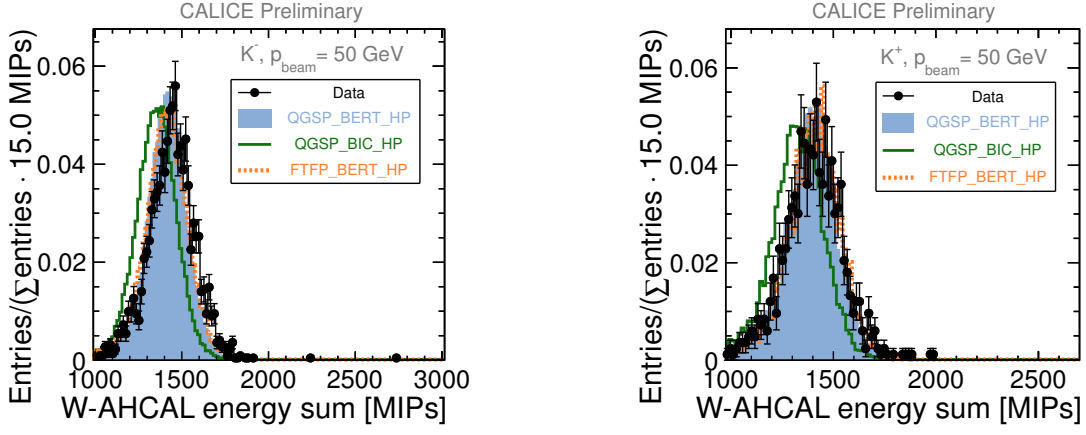 CALICE Preliminary
K-, p_beam = 50 GeV
Data
QGSP_BERT_HP
QGSP_BIC_HP
FTFP_BERT_HP
Entries/(∑entries · 15.0 MIPs)
0.06
0.04
0.02
0
1000 1500 2000 2500 3000
W-AHCAL energy sum [MIPs]
CALICE Preliminary
K+, p_beam = 50 GeV
Data
QGSP_BERT_HP
QGSP_BIC_HP
FTFP_BERT_HP
Entries/(∑entries · 15.0 MIPs)
0.06
0.04
0.02
0
1000 1500 2000 2500
W-AHCAL energy sum [MIPs]